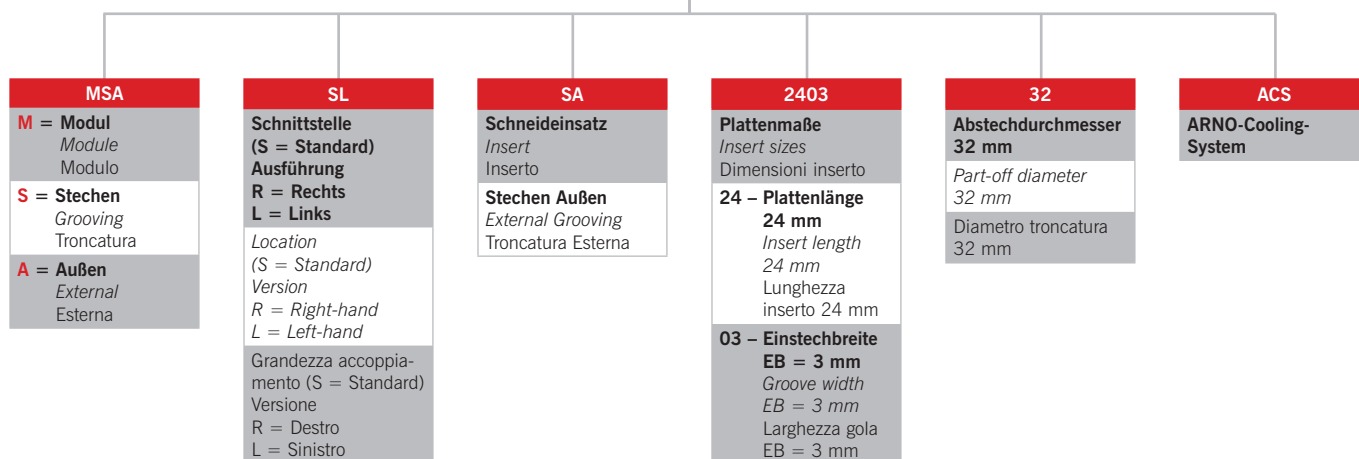 MSA
M = Modul
Module
Modulo
S = Stechen
Grooving
Troncatura
A = Außen
External
Esterna
SL
Schnittstelle
(S = Standard)
Ausführung
R = Rechts
L = Links
Location
(S = Standard)
Version
R = Right-hand
L = Left-hand
Grandezza accoppia-
mento (S = Standard)
Versione
R = Destro
L = Sinistro
SA
Schneideinsatz
Insert
Inserto
Stechen Außen
External Grooving
Troncatura Esterna
2403
Plattenmaße
Insert sizes
Dimensioni inserto
24 – Plattenlänge
24 mm
Insert length
24 mm
Lunghezza
inserto 24 mm
03 – Einstechbreite
EB = 3 mm
Groove width
EB = 3 mm
Larghezza gola
EB = 3 mm
32
Abstechdurchmesser
32 mm
Part-off diameter
32 mm
Diametro troncatura
32 mm
ACS
ARNO-Cooling-
System